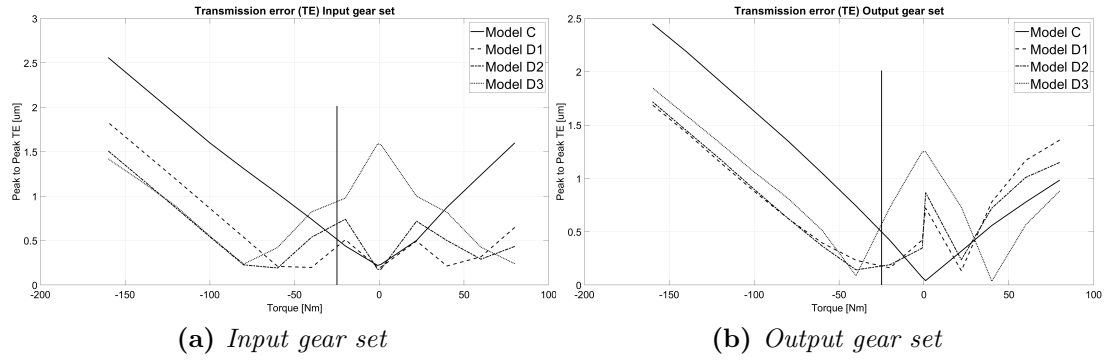 Transmission error (TE) Input gear set
3
2.5
2
1.5
1
0.5
0
Peak to Peak TE [um]
-200 -150 -100 -50 0 50 100
Torque [Nm]
Model C
Model D1
Model D2
Model D3
(a) Input gear set
Transmission error (TE) Output gear set
2.5
2
1.5
1
0.5
0
Peak to Peak TE [um]
-200 -150 -100 -50 0 50 100
Torque [Nm]
Model C
Model D1
Model D2
Model D3
(b) Output gear set